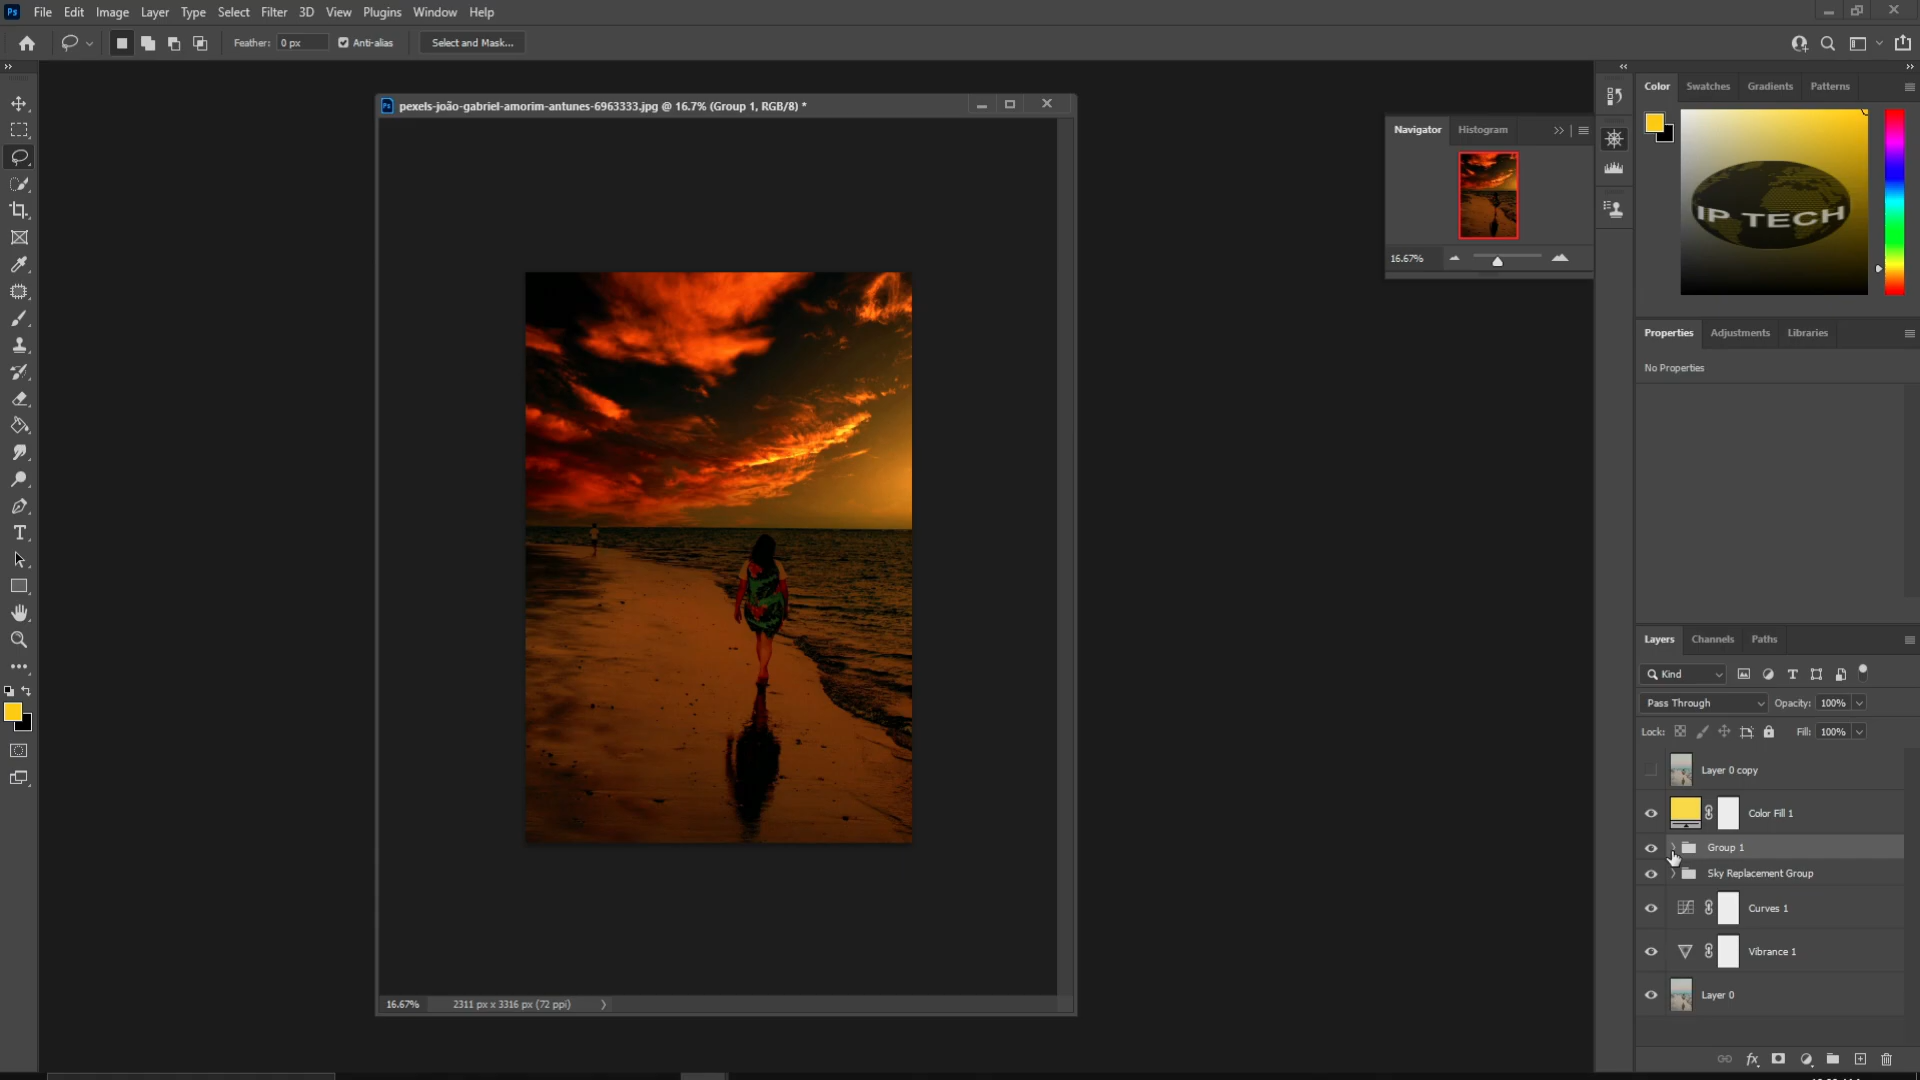 Ps File Edit Image Layer Type Select Filter 3D View Plugins Window Help
Feather: 0 px Anti-alias Select and Mask...
pexels-joão-gabriel-amorim-antunes-6963333.jpg @ 16.7% (Group 1, RGB/8) *
Navigator Histogram
16.67%
Color Swatches Gradients Patterns
IP TECH
Properties Adjustments Libraries
No Properties
Layers Channels Paths
Kind
Pass Through Opacity: 100%
Lock: Fill: 100%
Layer 0 copy
Color Fill 1
Group 1
Sky Replacement Group
Curves 1
Vibrance 1
Layer 0
16.67% 2311 px x 3316 px (72 ppi)